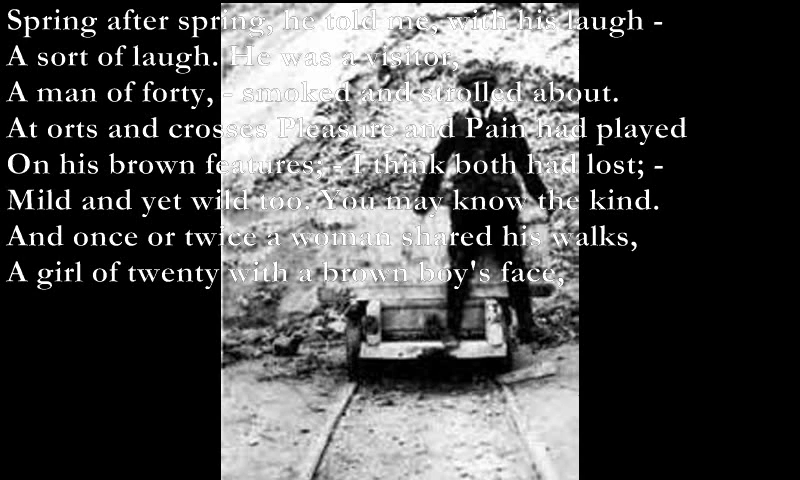 Spring after spring, he told me, with his laugh -
A sort of laugh. He was a visitor,
A man of forty, - smoked and strolled about.
At orts and crosses Pleasure and Pain had played
On his brown features; - I think both had lost; -
Mild and yet wild too. You may know the kind.
And once or twice a woman shared his walks,
A girl of twenty with a brown boy's face,